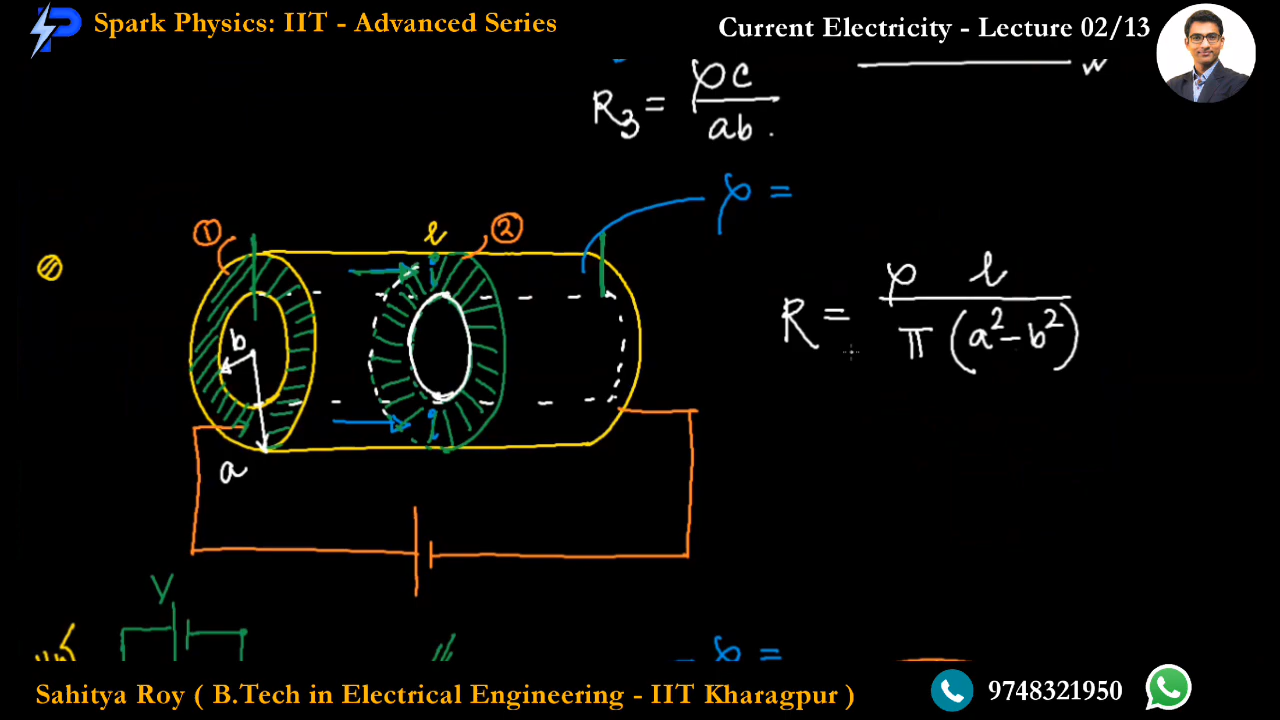 Spark Physics: IIT - Advanced Series
Current Electricity - Lecture 02/13
R₃ = ρc / ab.
ρ =
① ② l
b
a
R = ρ l / π (a² - b²)
V
ρ =
Sahitya Roy ( B.Tech in Electrical Engineering - IIT Kharagpur )
9748321950